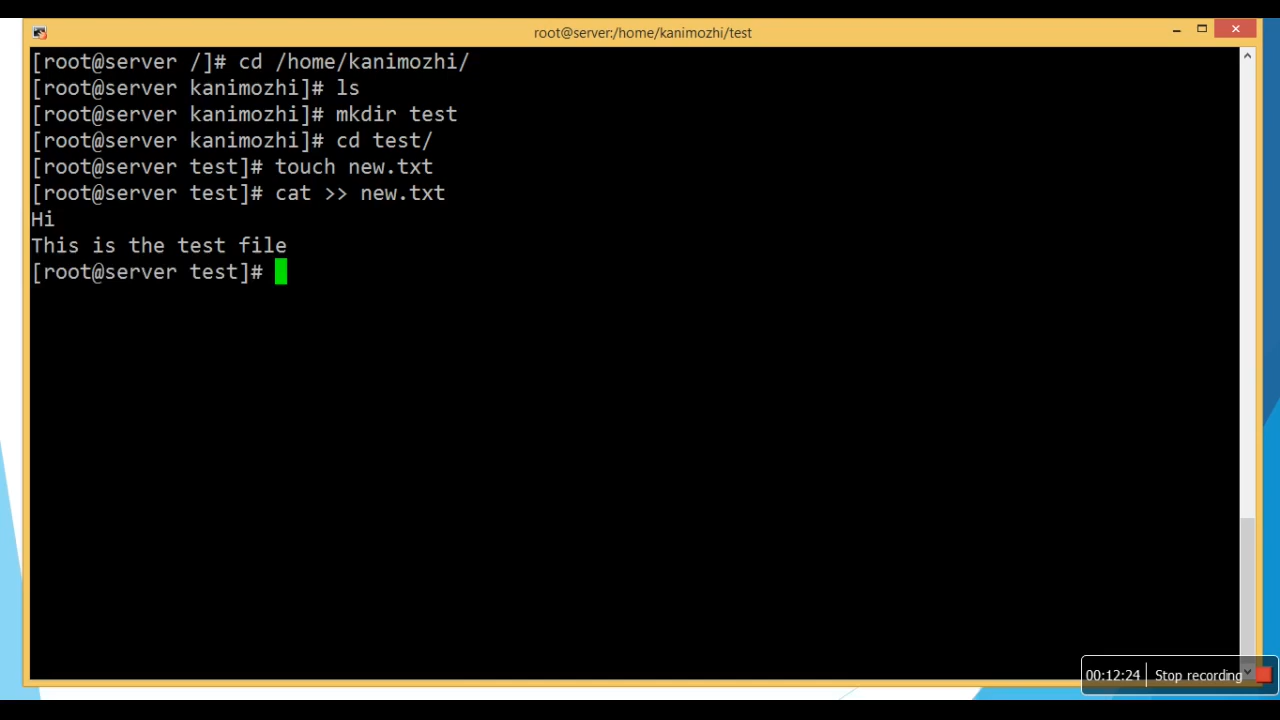 root@server:/home/kanimozhi/test
[root@server /]# cd /home/kanimozhi/
[root@server kanimozhi]# ls
[root@server kanimozhi]# mkdir test
[root@server kanimozhi]# cd test/
[root@server test]# touch new.txt
[root@server test]# cat >> new.txt
Hi
This is the test file
[root@server test]#
00:12:24 Stop recording